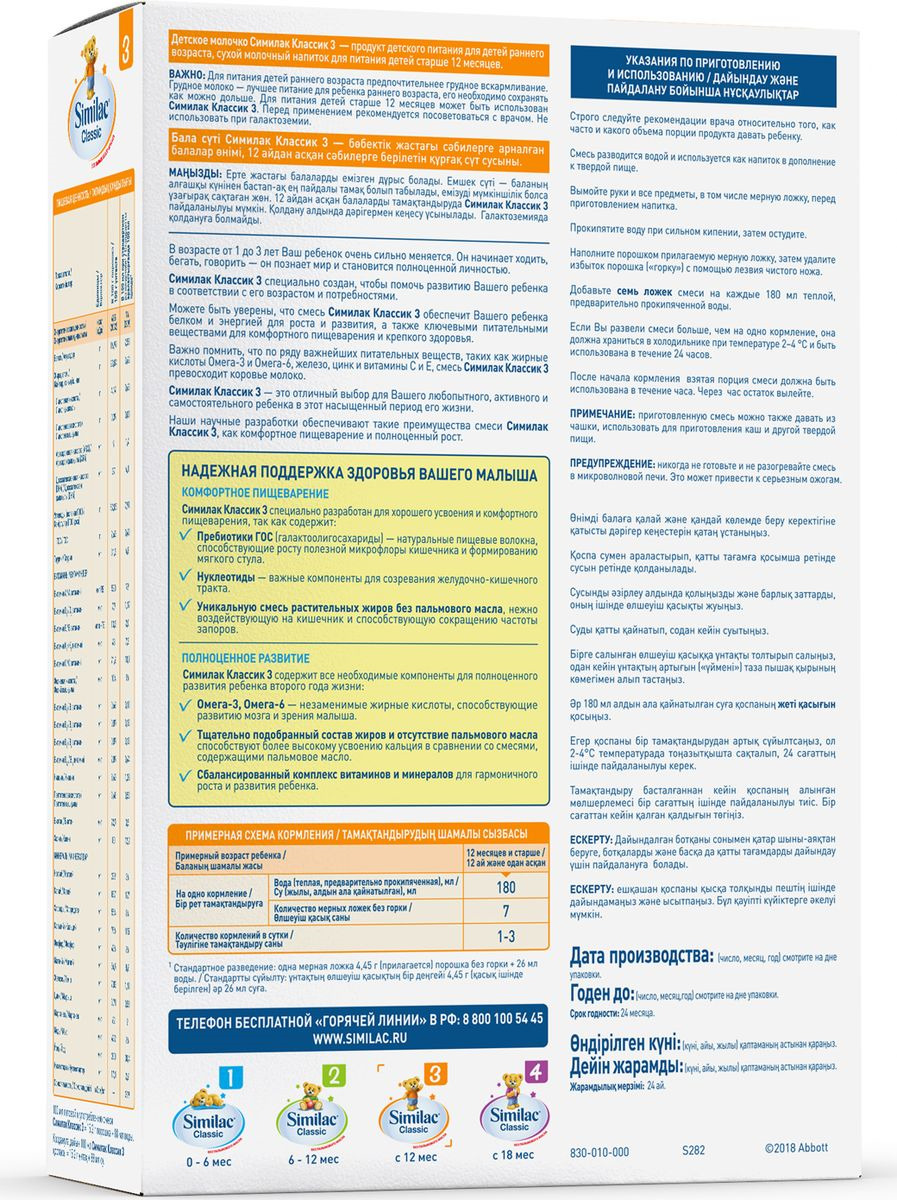 3
Similac
Classic
Детское молочко Симилак Классик 3 — продукт детского питания для детей раннего
возраста, сухой молочный напиток для питания детей старше 12 месяцев.
ВАЖНО: Для питания детей раннего возраста предпочтительнее грудное вскармливание.
Грудное молоко — лучшее питание для ребенка раннего возраста, его необходимо сохранять
как можно дольше. Для питания детей старше 12 месяцев может быть использован
Симилак Классик 3. Перед применением рекомендуется посоветоваться с врачом. Не
использовать при галактоземии.
Бала сүті Симилак Классик 3 — бөбектік жастағы сәбилерге арналған
балалар өнімі, 12 айдан асқан сәбилерге берілетін құрғақ сүт сусыны.
МАҢЫЗДЫ: Ерте жастағы балаларды емізген дұрыс болады. Емшек сүті — баланың
алғашқы күнінен бастап-ақ ең пайдалы тамақ болып табылады, емізуді мүмкіншілік болса
ұзағырақ сақтаған жөн. 12 айдан асқан балаларды тамақтандыруда Симилак Классик 3
пайдаланылуы мүмкін. Қолдану алдында дәрігермен кеңесу ұсынылады. Галактоземияда
қолдануға болмайды.
В возрасте от 1 до 3 лет Ваш ребенок очень сильно меняется. Он начинает ходить,
бегать, говорить — он познает мир и становится полноценной личностью.
Симилак Классик 3 специально создан, чтобы помочь развитию Вашего ребенка
в соответствии с его возрастом и потребностями.
Можете быть уверены, что смесь Симилак Классик 3 обеспечит Вашего ребенка
белком и энергией для роста и развития, а также ключевыми питательными
веществами для комфортного пищеварения и крепкого здоровья.
Важно помнить, что по ряду важнейших питательных веществ, таких как жирные
кислоты Омега-3 и Омега-6, железо, цинк и витамины С и Е, смесь Симилак Классик 3
превосходит коровье молоко.
Симилак Классик 3 — это отличный выбор для Вашего любопытного, активного и
самостоятельного ребенка в этот насыщенный период его жизни.
Наши научные разработки обеспечивают такие преимущества смеси Симилак
Классик 3, как комфортное пищеварение и полноценный рост.
НАДЕЖНАЯ ПОДДЕРЖКА ЗДОРОВЬЯ ВАШЕГО МАЛЫША
КОМФОРТНОЕ ПИЩЕВАРЕНИЕ
Симилак Классик 3 специально разработан для хорошего усвоения и комфортного
пищеварения, так как содержит:
Пребиотики ГОС (галактоолигосахариды) — натуральные пищевые волокна,
способствующие росту полезной микрофлоры кишечника и формированию
мягкого стула.
Нуклеотиды — важные компоненты для созревания желудочно-кишечного
тракта.
Уникальную смесь растительных жиров без пальмового масла, нежно
воздействующую на кишечник и способствующую сокращению частоты
запоров.
ПОЛНОЦЕННОЕ РАЗВИТИЕ
Симилак Классик 3 содержит все необходимые компоненты для полноценного
развития ребенка второго года жизни:
Омега-3, Омега-6 — незаменимые жирные кислоты, способствующие
развитию мозга и зрения малыша.
Тщательно подобранный состав жиров и отсутствие пальмового масла
способствуют более высокому усвоению кальция в сравнении со смесями,
содержащими пальмовое масло.
Сбалансированный комплекс витаминов и минералов для гармоничного
роста и развития ребенка.
ПРИМЕРНАЯ СХЕМА КОРМЛЕНИЯ / ТАМАҚТАНДЫРУДЫҢ ШАМАЛЫ СЫЗБАСЫ
Примерный возраст ребенка /
Баланың шамалы жасы
12 месяцев и старше /
12 ай және одан асқан
На одно кормление /
Бір рет тамақтандыруға
Вода (теплая, предварительно прокипяченная), мл /
Су (жылы, алдын ала қайнатылған), мл
180
Количество мерных ложек без горки /
Өлшеуіш қасық саны
7
Количество кормлений в сутки /
Тәулігіне тамақтандыру саны
1-3
¹ Стандартное разведение: одна мерная ложка 4,45 г (прилагается) порошка без горки + 26 мл
воды. / Стандартты сұйылту: ұнтақтың өлшеуіш қасықтың бір деңгейі 4,45 г (қасық ішінде
берілген) әр 26 мл суға.
ТЕЛЕФОН БЕСПЛАТНОЙ «ГОРЯЧЕЙ ЛИНИИ» В РФ: 8 800 100 54 45
WWW.SIMILAC.RU
1
Similac
Classic
0 - 6 мес
2
Similac
Classic
6 - 12 мес
3
Similac
Classic
с 12 мес
4
Similac
Classic
с 18 мес
УКАЗАНИЯ ПО ПРИГОТОВЛЕНИЮ
И ИСПОЛЬЗОВАНИЮ / ДАЙЫНДАУ ЖӘНЕ
ПАЙДАЛАНУ БОЙЫНША НҰСҚАУЛЫҚТАР
Строго следуйте рекомендации врача относительно того, как
часто и какого объема порции продукта давать ребенку.
Смесь разводится водой и используется как напиток в дополнение
к твердой пище.
Вымойте руки и все предметы, в том числе мерную ложку, перед
приготовлением напитка.
Прокипятите воду при сильном кипении, затем остудите.
Наполните порошком прилагаемую мерную ложку, затем удалите
избыток порошка («горку») с помощью лезвия чистого ножа.
Добавьте семь ложек смеси на каждые 180 мл теплой,
предварительно прокипяченной воды.
Если Вы развели смеси больше, чем на одно кормление, она
должна храниться в холодильнике при температуре 2–4 °С и быть
использована в течение 24 часов.
После начала кормления взятая порция смеси должна быть
использована в течение часа. Через час остаток вылейте.
ПРИМЕЧАНИЕ: приготовленную смесь можно также давать из
чашки, использовать для приготовления каш и другой твердой
пищи.
ПРЕДУПРЕЖДЕНИЕ: никогда не готовьте и не разогревайте смесь
в микроволновой печи. Это может привести к серьезным ожогам.
Өнімді балаға қалай және қандай көлемде беру керектігіне
қатысты дәрігер кеңестерін қатаң ұстаныңыз.
Қоспа сумен араластырып, қатты тағамға қосымша ретінде
сусын ретінде қолданылады.
Сусынды әзірлеу алдында қолыңызды және барлық заттарды,
оның ішінде өлшеуіш қасықты жуыңыз.
Суды қатты қайнатып, содан кейін суытыңыз.
Бірге салынған өлшеуіш қасыққа ұнтақты толтырып салыңыз,
одан кейін ұнтақтың артығын («үймені») таза пышақ қырының
көмегімен алып тастаңыз.
Әр 180 мл алдын ала қайнатылған суға қоспаның жеті қасығын
қосыңыз.
Егер қоспаны бір тамақтандырудан артық сұйылтсаңыз, ол
2-4°С температурада тоңазытқышта сақталып, 24 сағаттың
ішінде пайдаланылуы керек.
Тамақтандыру басталғаннан кейін қоспаның алынған
мөлшерлемесі бір сағаттың ішінде пайдаланылуы тиіс. Бір
сағаттан кейін қалған қалдығын төгіңіз.
ЕСКЕРТУ: Дайындалған ботқаны сонымен қатар шыны-аяқтан
беруге, ботқаларды және басқа да қатты тағамдарды дайындау
үшін пайдалануға болады.
ЕСКЕРТУ: ешқашан қоспаны қысқа толқынды пештің ішінде
дайындамаңыз және ысытпаңыз. Бұл қауіпті күйіктерге әкелуі
мүмкін.
Дата производства: (число, месяц, год) смотрите на дне
упаковки.
Годен до: (число, месяц,год) смотрите на дне упаковки.
Срок годности: 24 месяца.
Өндірілген күні: (күні, айы, жылы) қаптаманың астынан қараңыз.
Дейін жарамды: (күні, айы, жылы) қаптаманың астынан қараңыз.
Жарамдылық мерзімі: 24 ай.
830-010-000
S282
©2018 Abbott